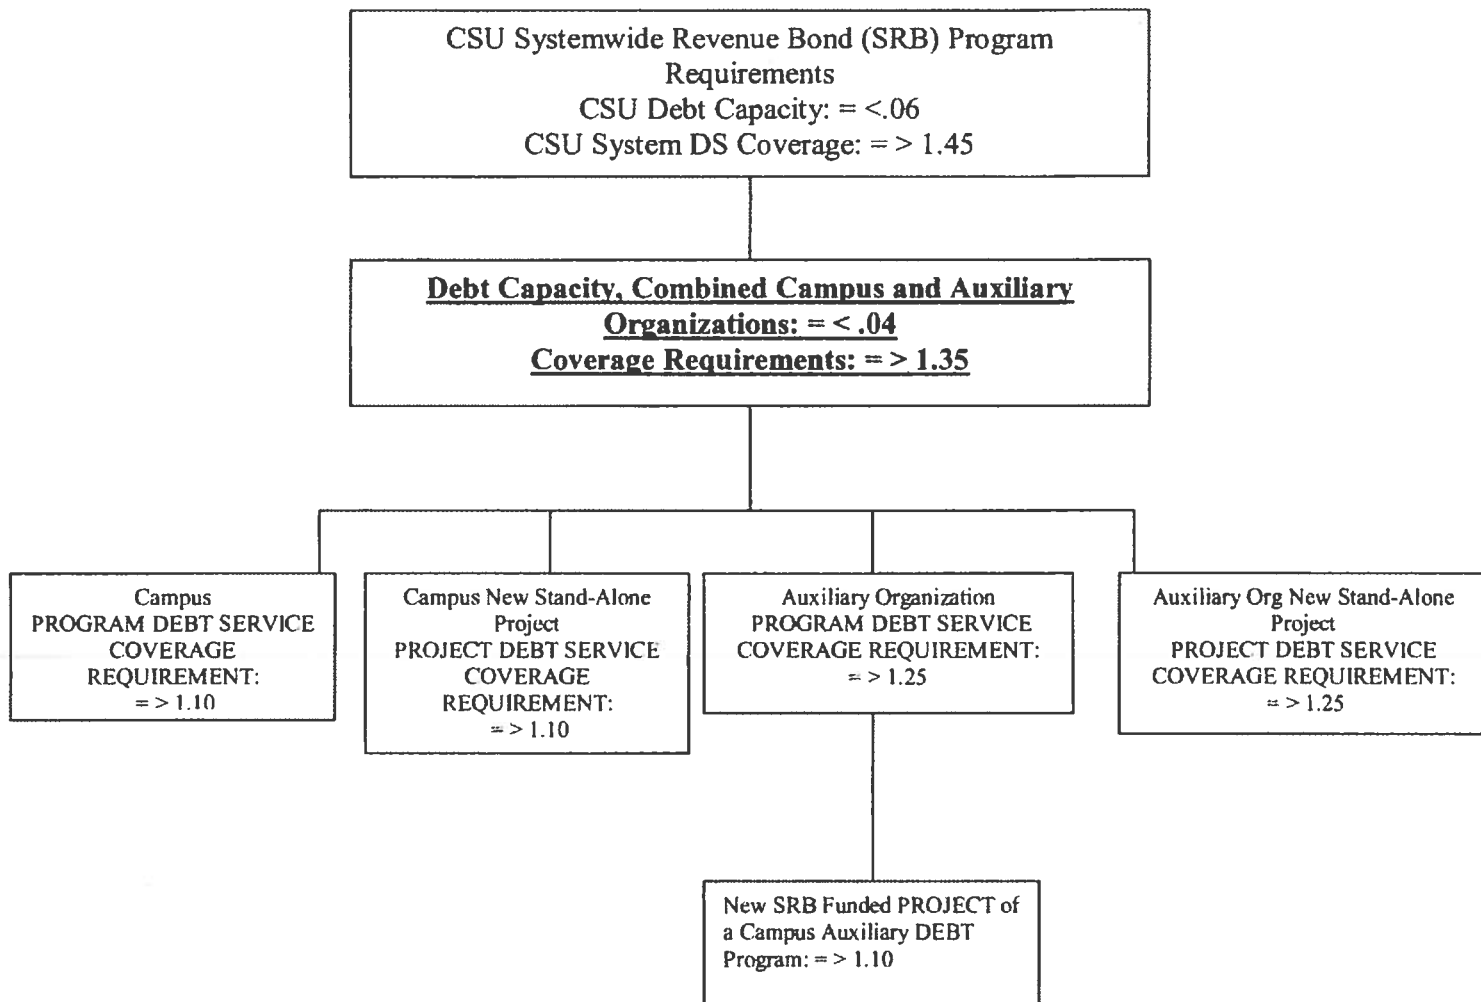 CSU Systemwide Revenue Bond (SRB) Program
Requirements
CSU Debt Capacity: = <.06
CSU System DS Coverage: = > 1.45
Debt Capacity, Combined Campus and Auxiliary
Organizations: = < .04
Coverage Requirements: = > 1.35
Campus
PROGRAM DEBT SERVICE
COVERAGE
REQUIREMENT:
= > 1.10
Campus New Stand-Alone
Project
PROJECT DEBT SERVICE
COVERAGE
REQUIREMENT:
= > 1.10
Auxiliary Organization
PROGRAM DEBT SERVICE
COVERAGE REQUIREMENT:
= > 1.25
Auxiliary Org New Stand-Alone
Project
PROJECT DEBT SERVICE
COVERAGE REQUIREMENT:
= > 1.25
New SRB Funded PROJECT of
a Campus Auxiliary DEBT
Program: = > 1.10